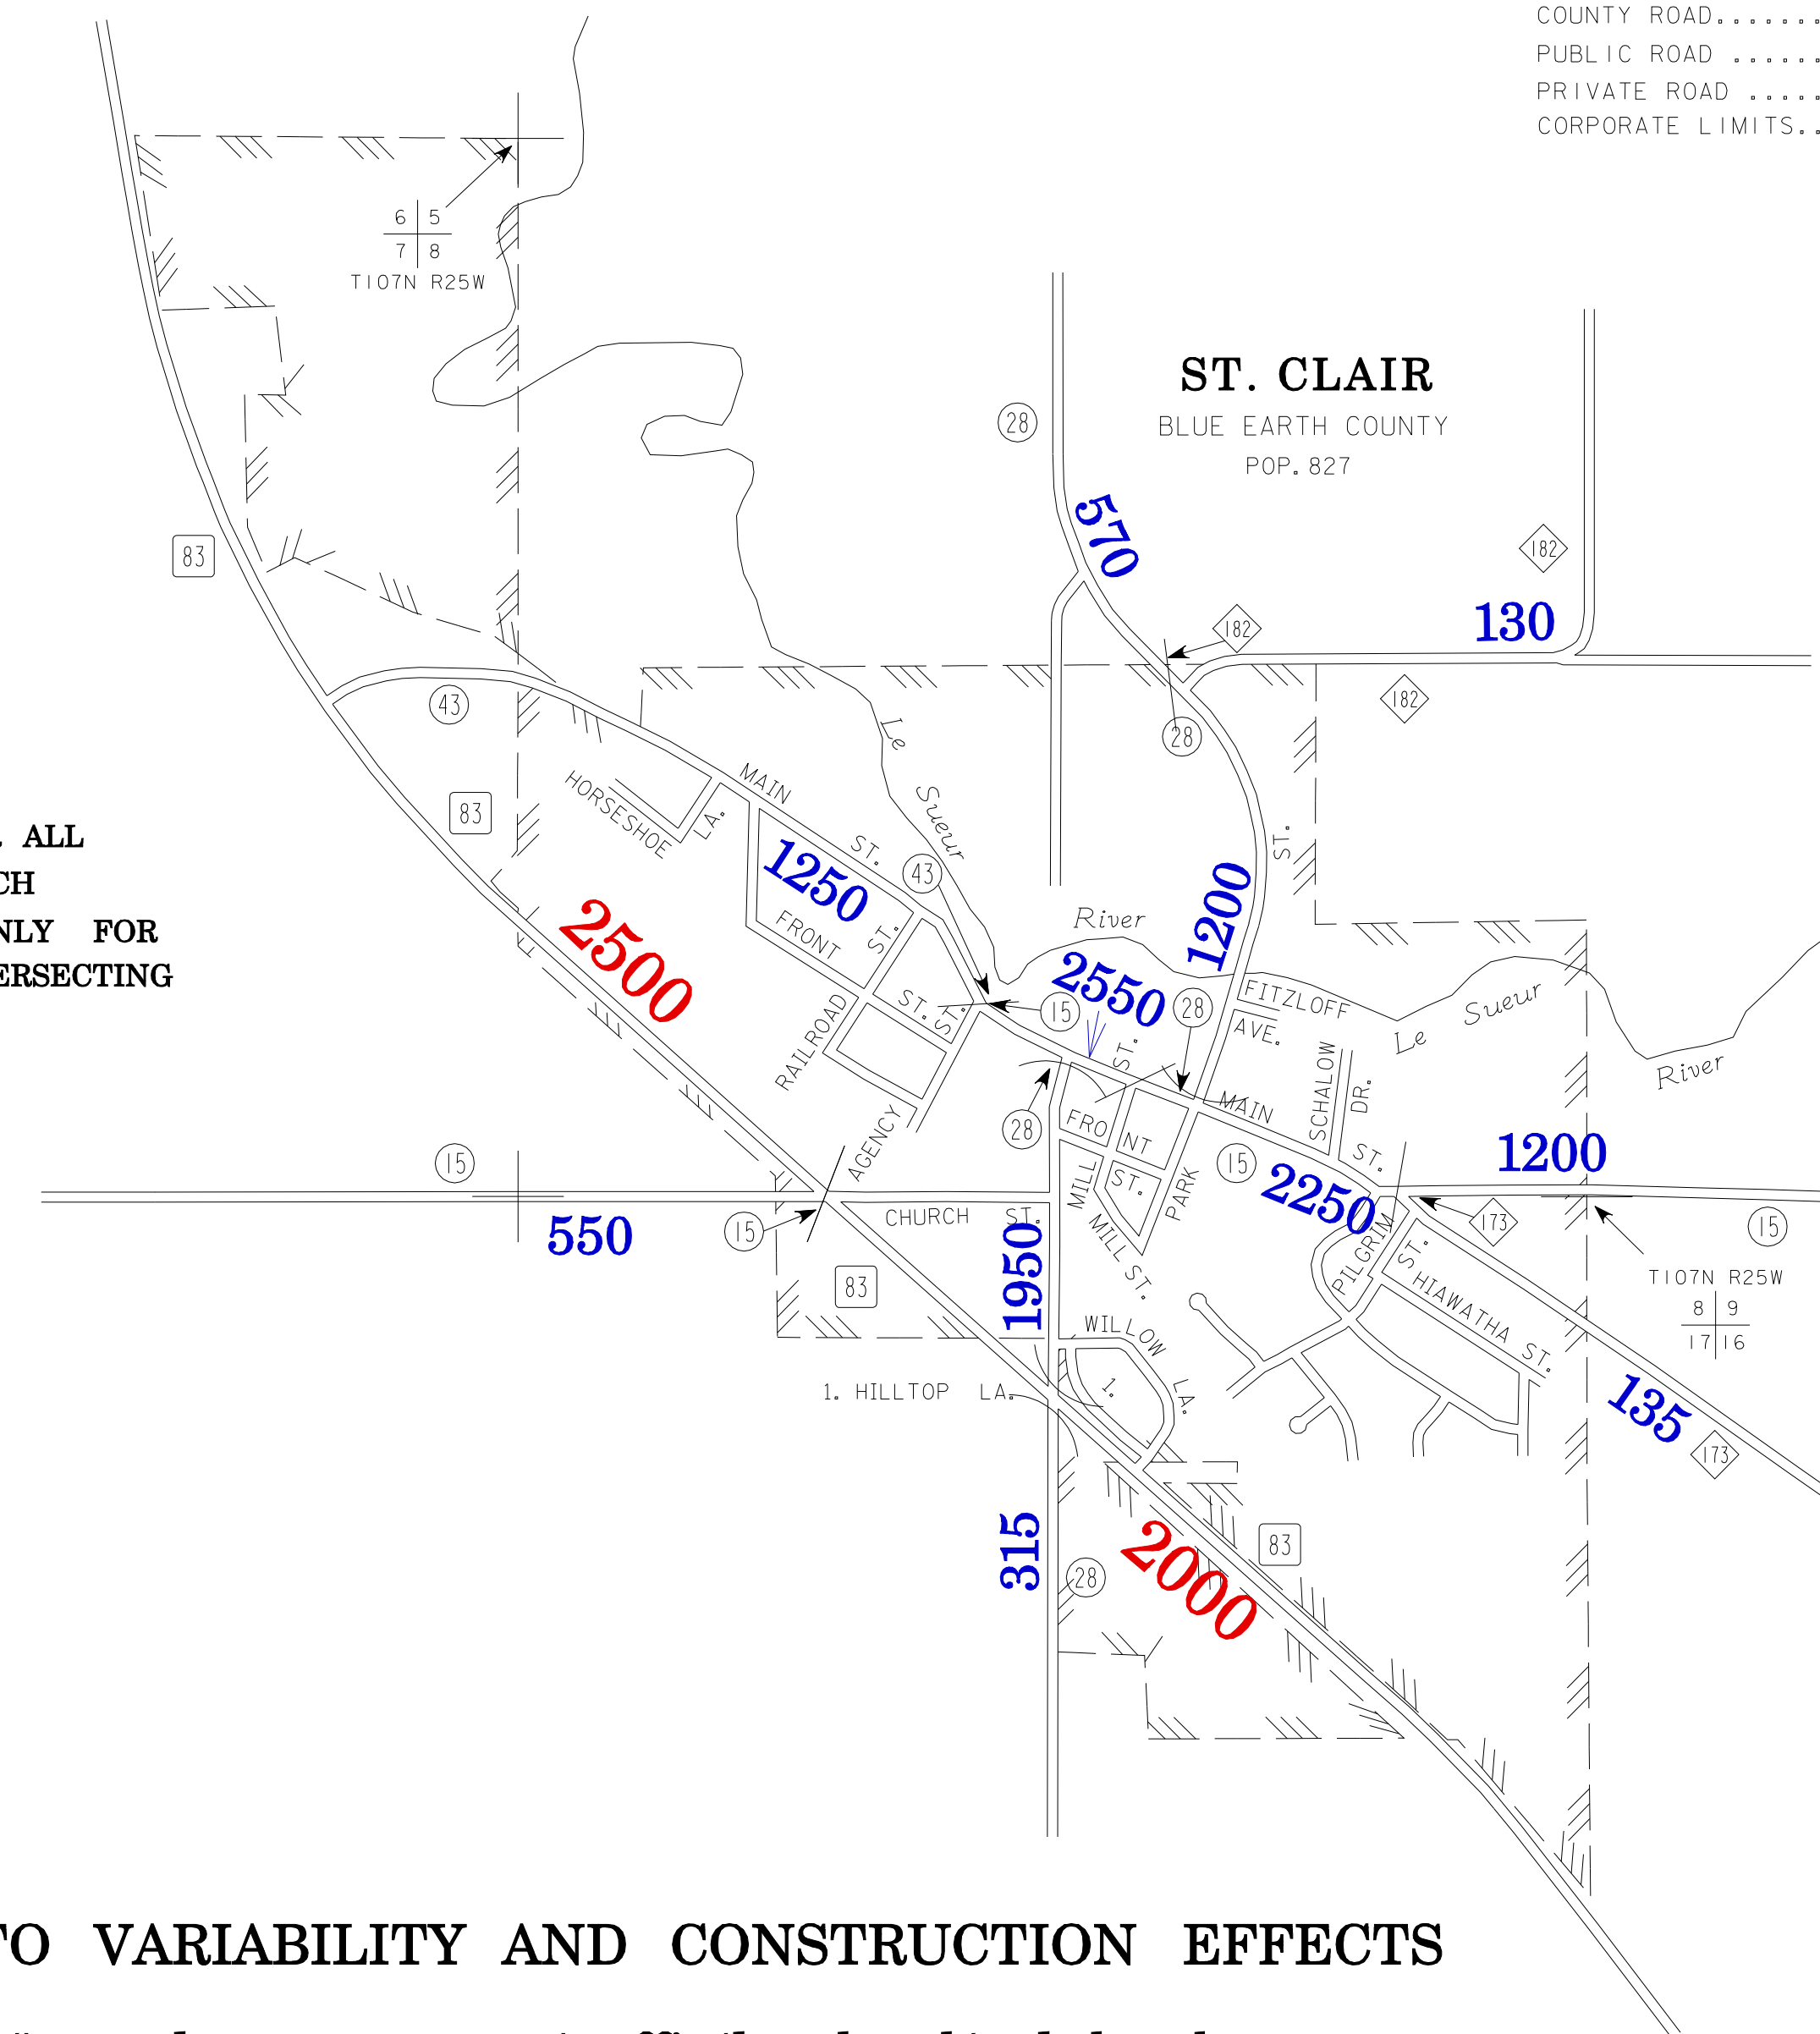 COUNTY ROAD.......
PUBLIC ROAD ......
PRIVATE ROAD .....
CORPORATE LIMITS..
6 5
7 8
T107N R25W
ST. CLAIR
BLUE EARTH COUNTY
POP. 827
28
570
182
83
182
130
182
43
28
Le Sueur
MAIN ST.
HORSESHOE LA.
83
ALL
CH
NLY FOR
ERSECTING
1250
43
ST.
1200
2500
FRONT ST.
RAILROAD ST.
River
2550
15
28
FITZLOFF AVE.
Le Sueur River
AGENCY ST.
ST.
28
FRONT ST.
MAIN ST.
SCHALOW DR.
15
550
15
CHURCH ST.
MILL
MILL ST.
PARK
15
2250
1200
173
15
1950
83
PILGRIM ST.
HIAWATHA ST.
T107N R25W
8 9
17 16
WILLOW LA.
1. HILLTOP LA.
1.
135
173
315
28
2000
83
TO VARIABILITY AND CONSTRUCTION EFFECTS